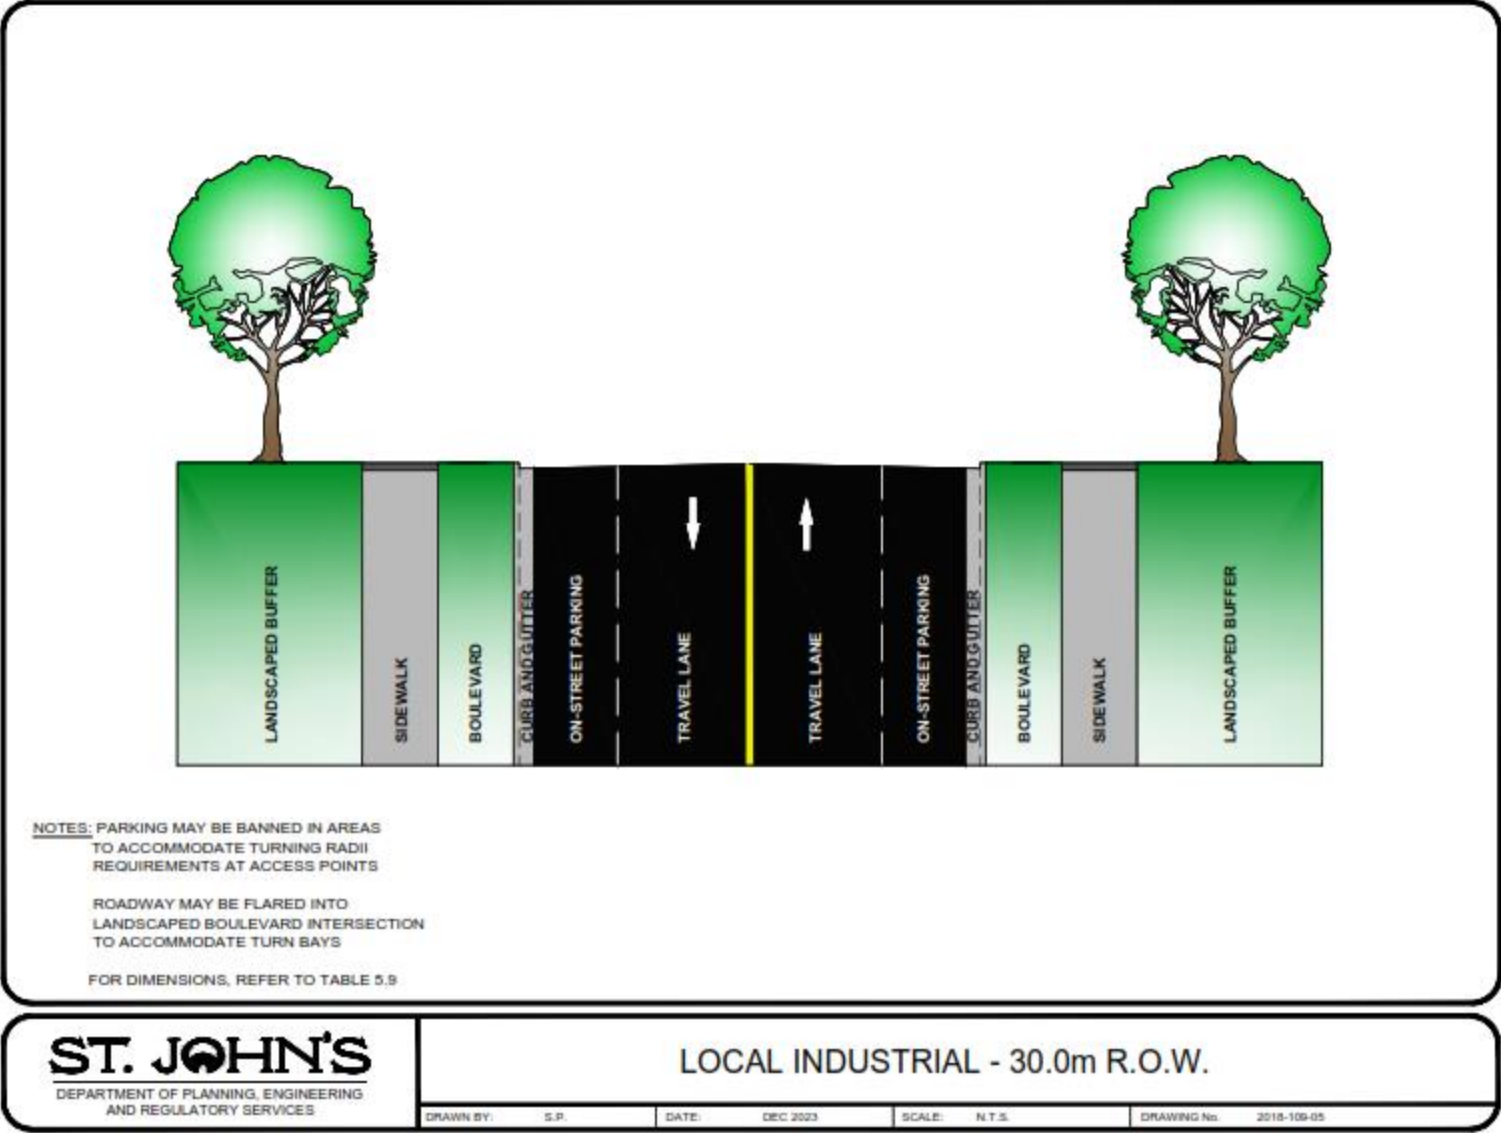 LANDSCAPED BUFFER
SIDEWALK
BOULEVARD
CURB AND GUTTER
ON-STREET PARKING
TRAVEL LANE
TRAVEL LANE
ON-STREET PARKING
CURB AND GUTTER
BOULEVARD
SIDEWALK
LANDSCAPED BUFFER
NOTES: PARKING MAY BE BANNED IN AREAS
TO ACCOMMODATE TURNING RADII
REQUIREMENTS AT ACCESS POINTS
ROADWAY MAY BE FLARED INTO
LANDSCAPED BOULEVARD INTERSECTION
TO ACCOMMODATE TURN BAYS
FOR DIMENSIONS, REFER TO TABLE 5.9
ST. JOHN'S
DEPARTMENT OF PLANNING, ENGINEERING
AND REGULATORY SERVICES
LOCAL INDUSTRIAL - 30.0m R.O.W.
DRAWN BY: S.P. DATE: DEC 2023 SCALE: N.T.S. DRAWING No. 2018-109-05